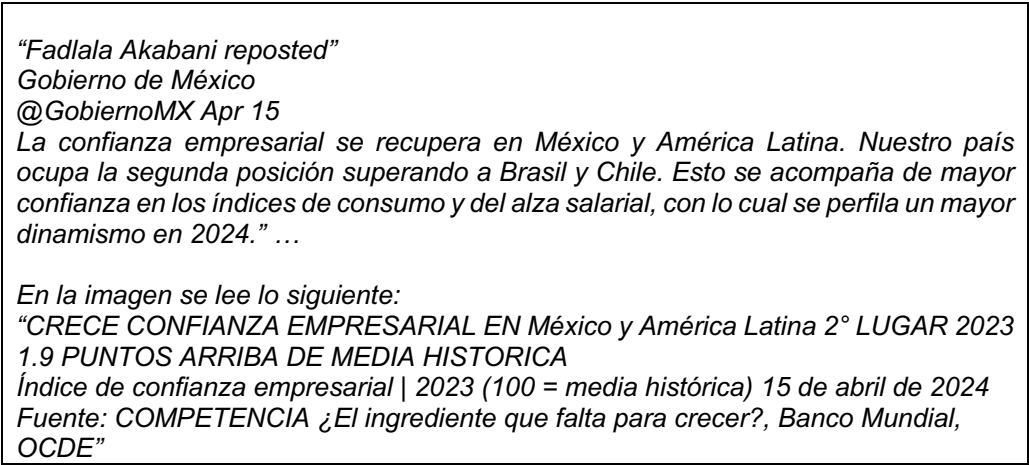 “Fadlala Akabani reposted”
Gobierno de México
@GobiernoMX Apr 15
La confianza empresarial se recupera en México y América Latina. Nuestro país
ocupa la segunda posición superando a Brasil y Chile. Esto se acompaña de mayor
confianza en los índices de consumo y del alza salarial, con lo cual se perfila un mayor
dinamismo en 2024.” …
En la imagen se lee lo siguiente:
“CRECE CONFIANZA EMPRESARIAL EN México y América Latina 2° LUGAR 2023
1.9 PUNTOS ARRIBA DE MEDIA HISTORICA
Índice de confianza empresarial | 2023 (100 = media histórica) 15 de abril de 2024
Fuente: COMPETENCIA ¿El ingrediente que falta para crecer?, Banco Mundial,
OCDE”